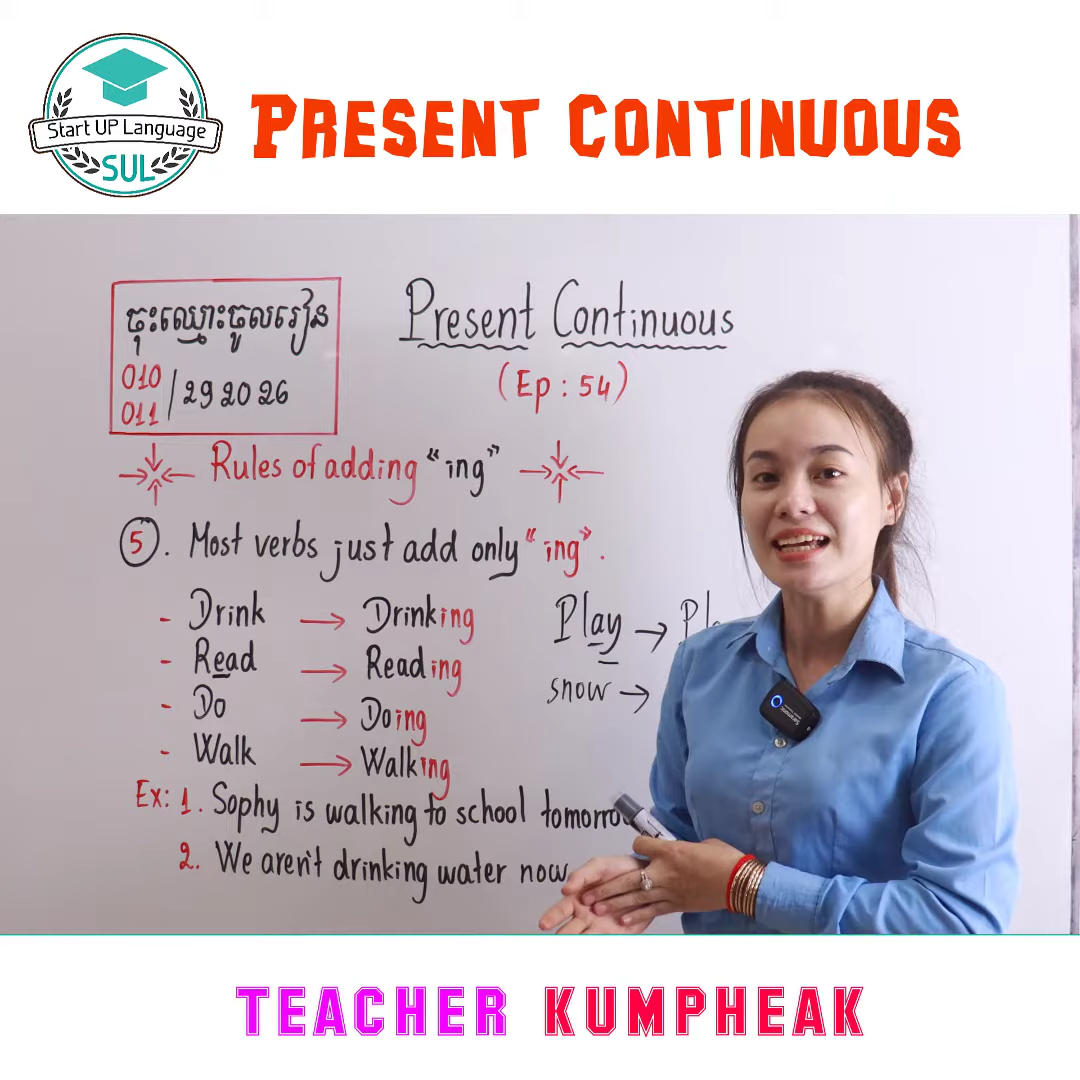 Start UP Language
SUL
PRESENT CONTINUOUS
ចុះឈ្មោះចូលរៀន
010
011 / 29 20 26
Present Continuous
(Ep : 54)
Rules of adding "ing"
5. Most verbs just add only "ing".
- Drink → Drinking
- Read → Reading
- Do → Doing
- Walk → Walking
Play →
snow →
Ex: 1. Sophy is walking to school
2. We aren't drinking water now
Saramonic
TEACHER KUMPHEAK